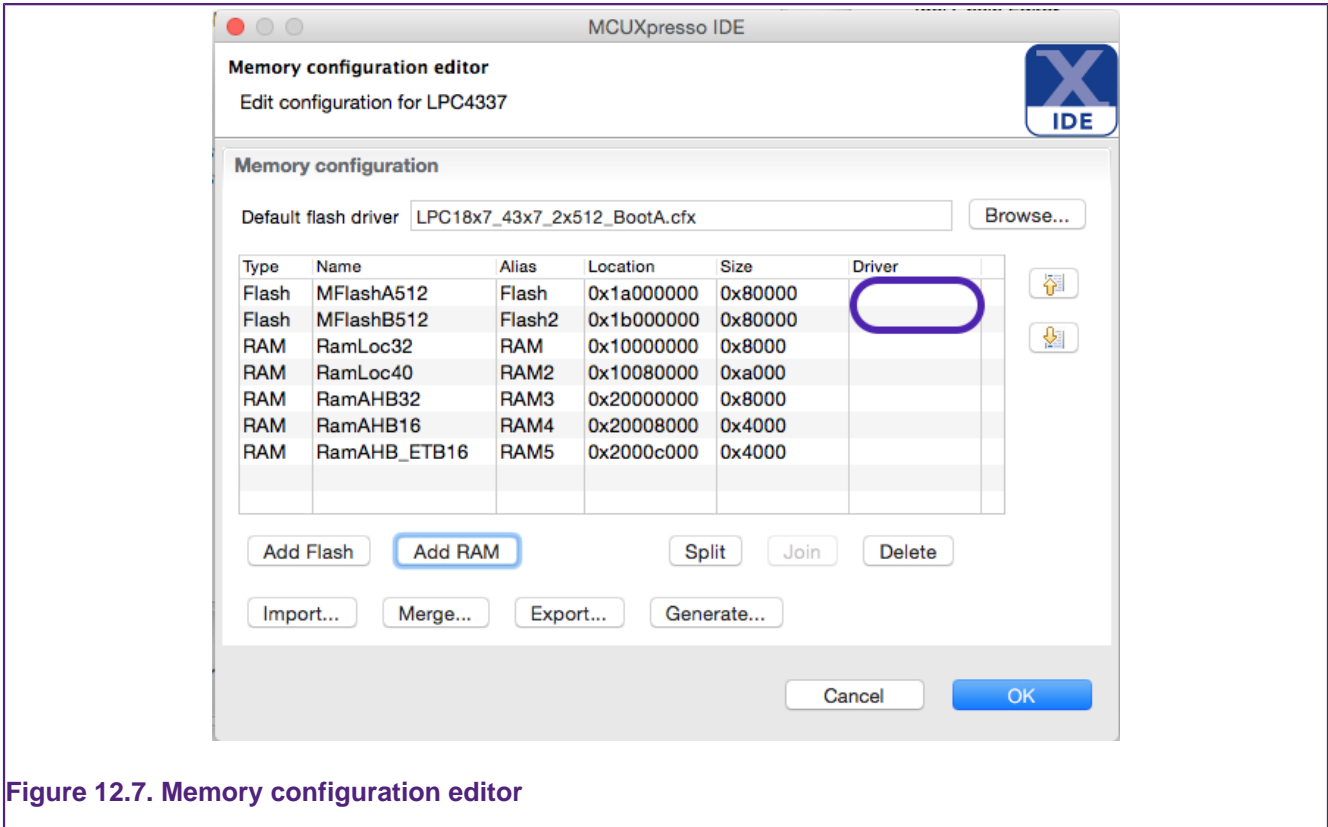 MCUXpresso IDE
Memory configuration editor
Edit configuration for LPC4337
X
IDE
Memory configuration
Default flash driver LPC18x7_43x7_2x512_BootA.cfx Browse...
Type Name Alias Location Size Driver
Flash MFlashA512 Flash 0x1a000000 0x80000
Flash MFlashB512 Flash2 0x1b000000 0x80000
RAM RamLoc32 RAM 0x10000000 0x8000
RAM RamLoc40 RAM2 0x10080000 0xa000
RAM RamAHB32 RAM3 0x20000000 0x8000
RAM RamAHB16 RAM4 0x20008000 0x4000
RAM RamAHB_ETB16 RAM5 0x2000c000 0x4000
Add Flash Add RAM Split Join Delete
Import... Merge... Export... Generate...
Cancel OK
Figure 12.7. Memory configuration editor